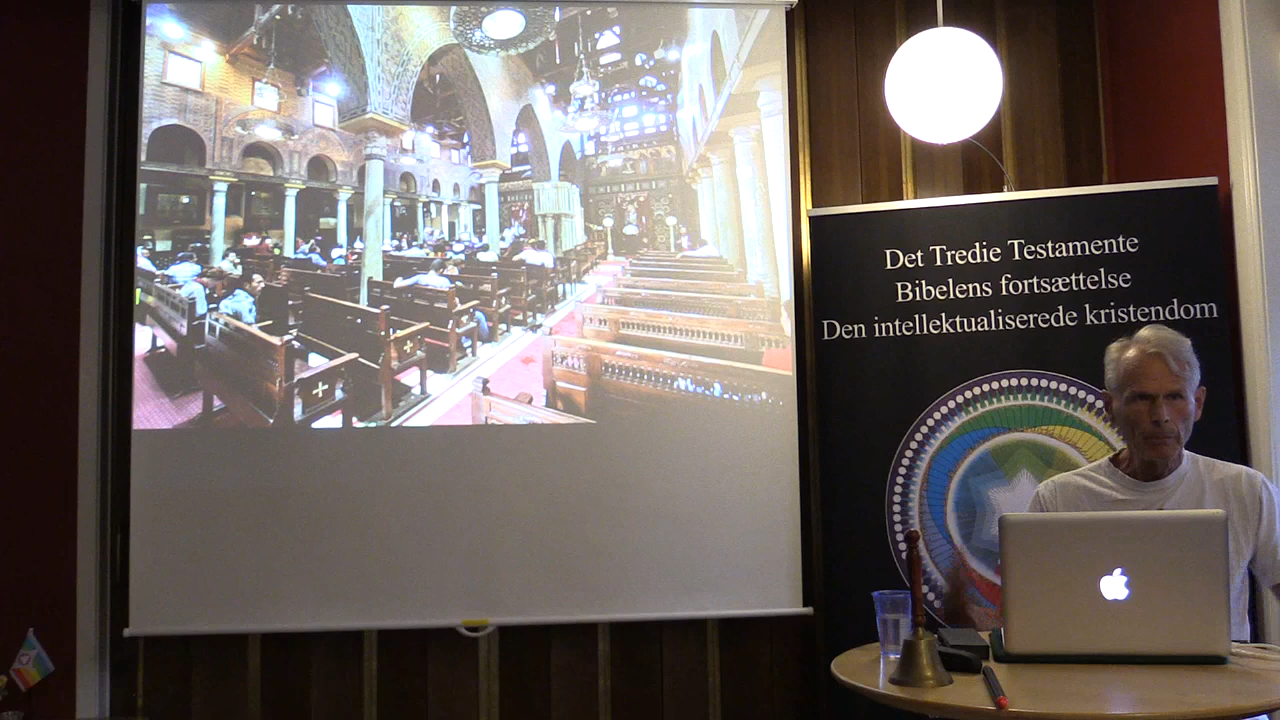 Det Tredie Testamente
Bibelens fortsættelse
Den intellektualiserede kristendom